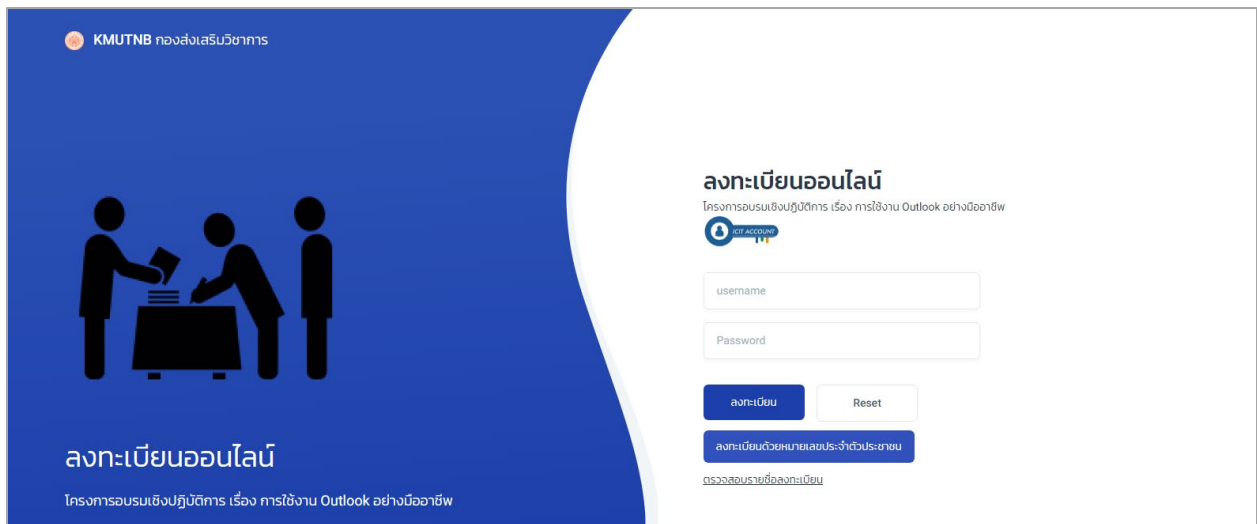 KMUTNB กองส่งเสริมวิชาการ
ลงทะเบียนออนไลน์
โครงการอบรมเชิงปฏิบัติการ เรื่อง การใช้งาน Outlook อย่างมืออาชีพ
ลงทะเบียนออนไลน์
โครงการอบรมเชิงปฏิบัติการ เรื่อง การใช้งาน Outlook อย่างมืออาชีพ
ICIT ACCOUNT
username
Password
ลงทะเบียน
Reset
ลงทะเบียนด้วยหมายเลขประจำตัวประชาชน
ตรวจสอบรายชื่อลงทะเบียน